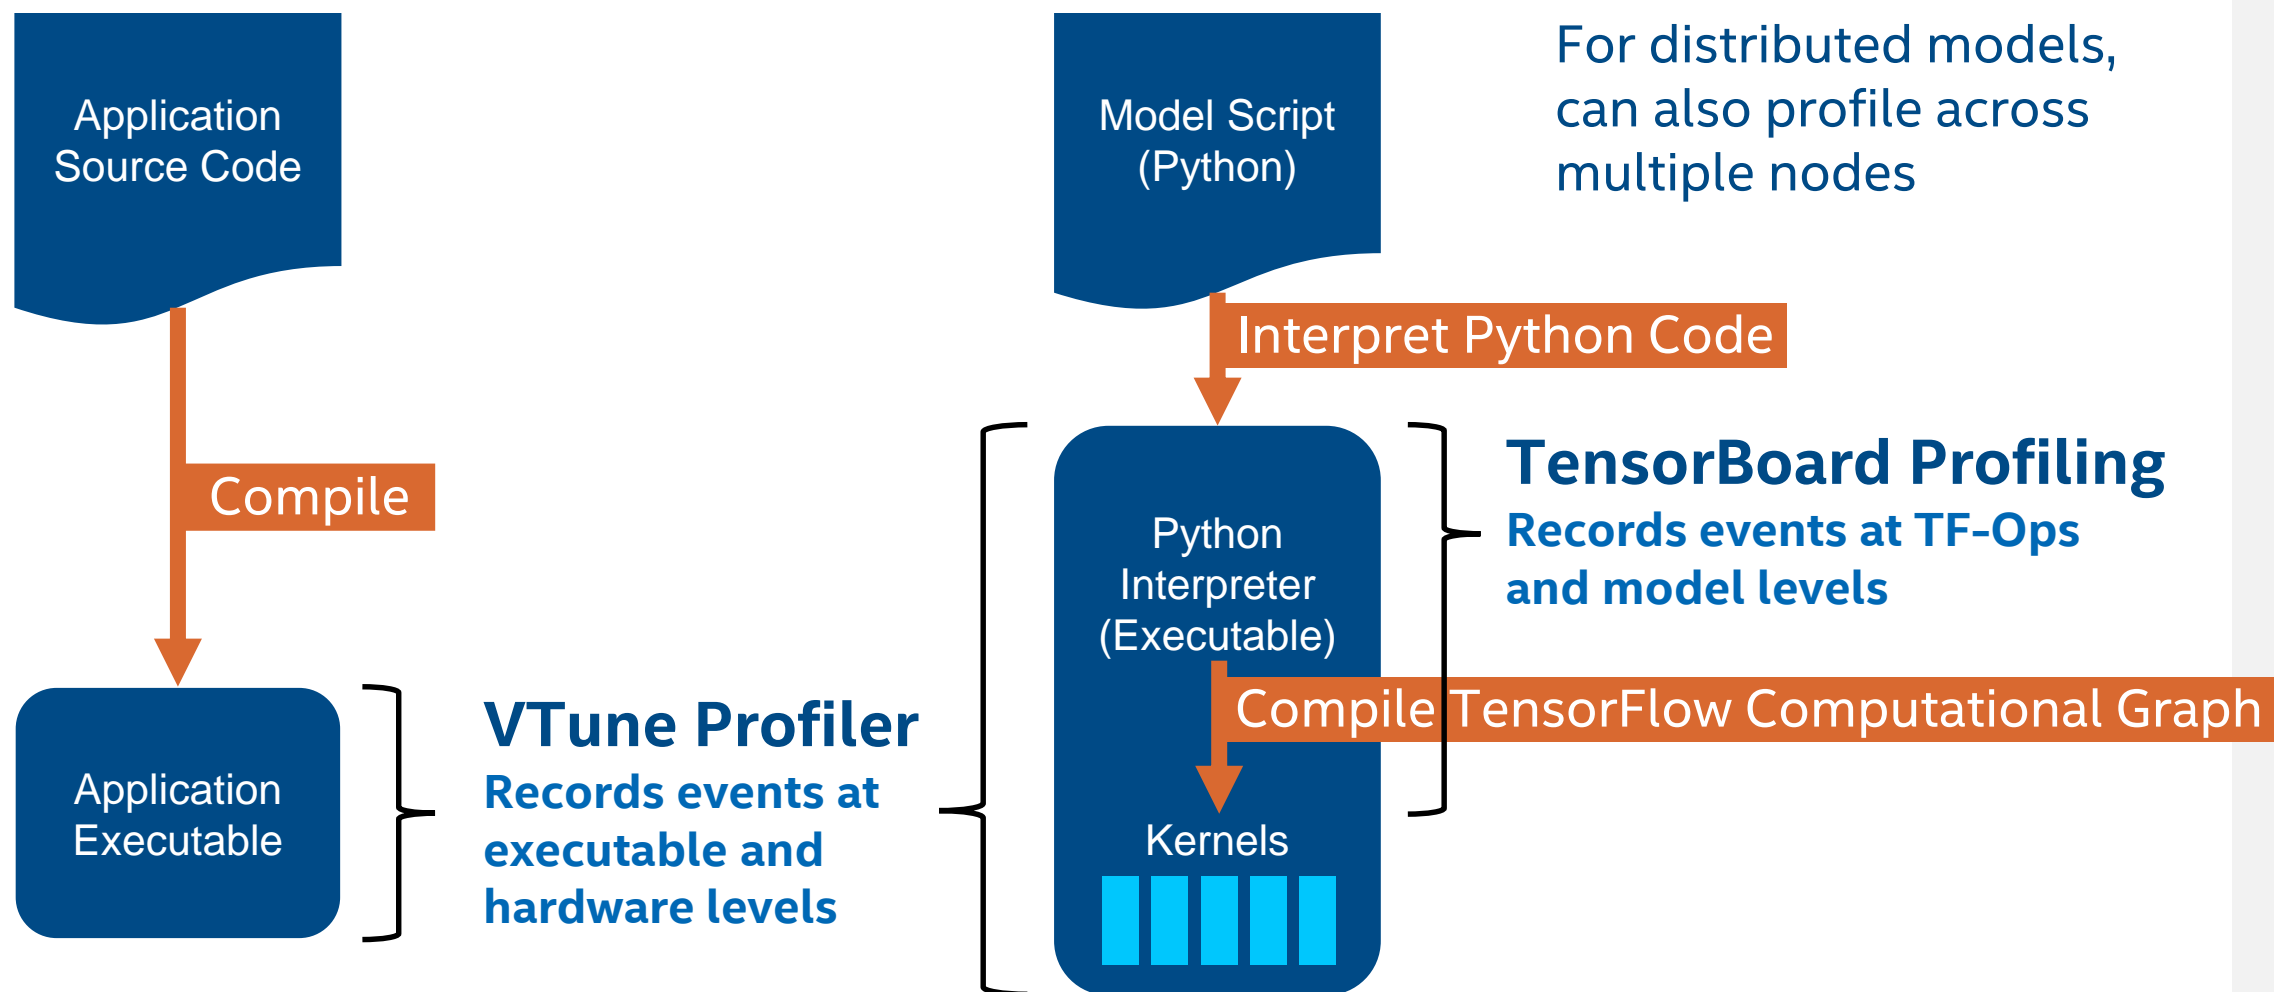 Application
Source Code
Compile
Application
Executable
VTune Profiler
Records events at
executable and
hardware levels
Model Script
(Python)
For distributed models,
can also profile across
multiple nodes
Interpret Python Code
Python
Interpreter
(Executable)
TensorBoard Profiling
Records events at TF-Ops
and model levels
Compile TensorFlow Computational Graph
Kernels